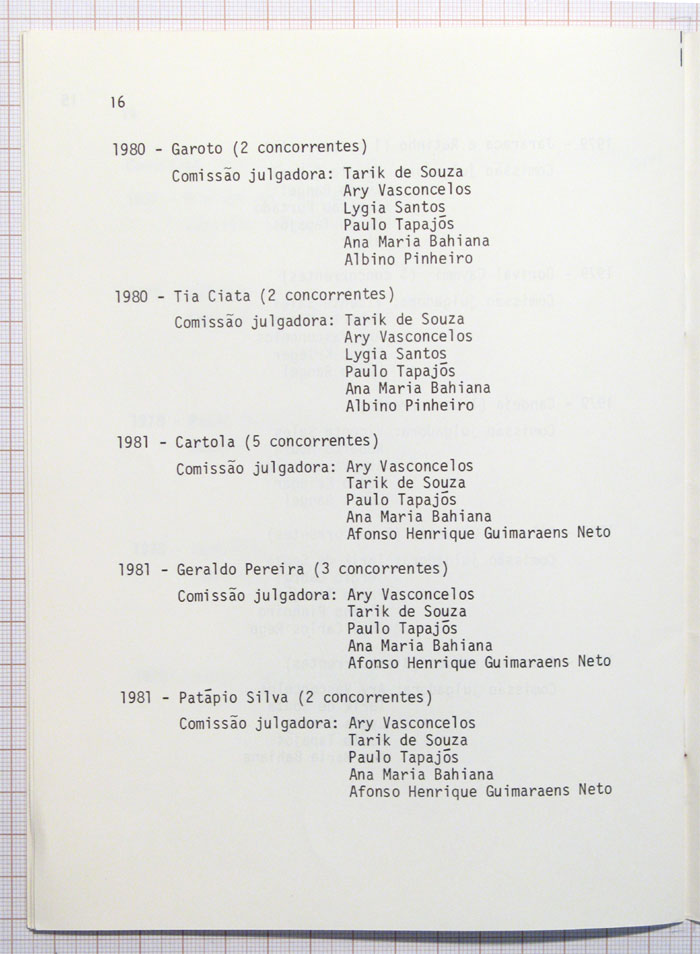 16
1980 - Garoto (2 concorrentes)
Comissão julgadora: Tarik de Souza
Ary Vasconcelos
Lygia Santos
Paulo Tapajós
Ana Maria Bahiana
Albino Pinheiro
1980 - Tia Ciata (2 concorrentes)
Comissão julgadora: Tarik de Souza
Ary Vasconcelos
Lygia Santos
Paulo Tapajós
Ana Maria Bahiana
Albino Pinheiro
1981 - Cartola (5 concorrentes)
Comissão julgadora: Ary Vasconcelos
Tarik de Souza
Paulo Tapajós
Ana Maria Bahiana
Afonso Henrique Guimaraens Neto
1981 - Geraldo Pereira (3 concorrentes)
Comissão julgadora: Ary Vasconcelos
Tarik de Souza
Paulo Tapajós
Ana Maria Bahiana
Afonso Henrique Guimaraens Neto
1981 - Patápio Silva (2 concorrentes)
Comissão julgadora: Ary Vasconcelos
Tarik de Souza
Paulo Tapajós
Ana Maria Bahiana
Afonso Henrique Guimaraens Neto